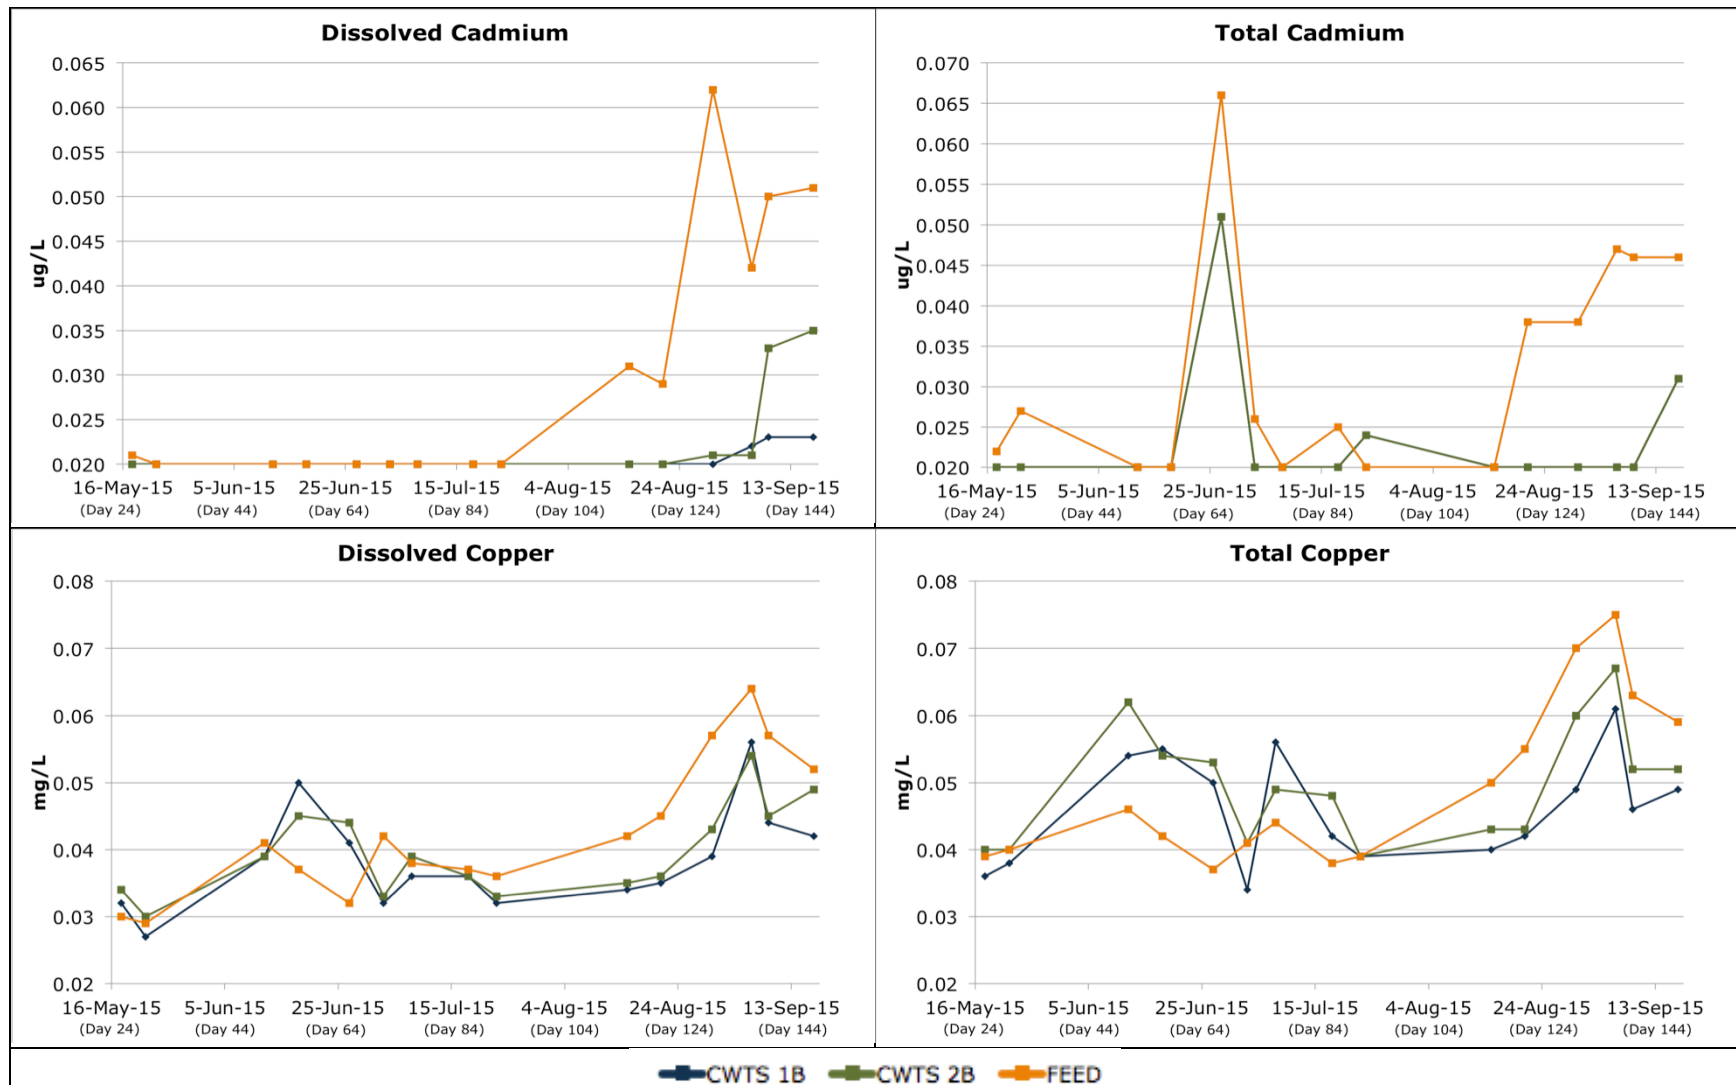 Dissolved Cadmium
ug/L
0.065
0.060
0.055
0.050
0.045
0.040
0.035
0.030
0.025
0.020
16-May-15 5-Jun-15 25-Jun-15 15-Jul-15 4-Aug-15 24-Aug-15 13-Sep-15
(Day 24) (Day 44) (Day 64) (Day 84) (Day 104) (Day 124) (Day 144)
Total Cadmium
ug/L
0.070
0.065
0.060
0.055
0.050
0.045
0.040
0.035
0.030
0.025
0.020
16-May-15 5-Jun-15 25-Jun-15 15-Jul-15 4-Aug-15 24-Aug-15 13-Sep-15
(Day 24) (Day 44) (Day 64) (Day 84) (Day 104) (Day 124) (Day 144)
Dissolved Copper
mg/L
0.08
0.07
0.06
0.05
0.04
0.03
0.02
16-May-15 5-Jun-15 25-Jun-15 15-Jul-15 4-Aug-15 24-Aug-15 13-Sep-15
(Day 24) (Day 44) (Day 64) (Day 84) (Day 104) (Day 124) (Day 144)
Total Copper
mg/L
0.08
0.07
0.06
0.05
0.04
0.03
0.02
16-May-15 5-Jun-15 25-Jun-15 15-Jul-15 4-Aug-15 24-Aug-15 13-Sep-15
(Day 24) (Day 44) (Day 64) (Day 84) (Day 104) (Day 124) (Day 144)
CWTS 1B CWTS 2B FEED